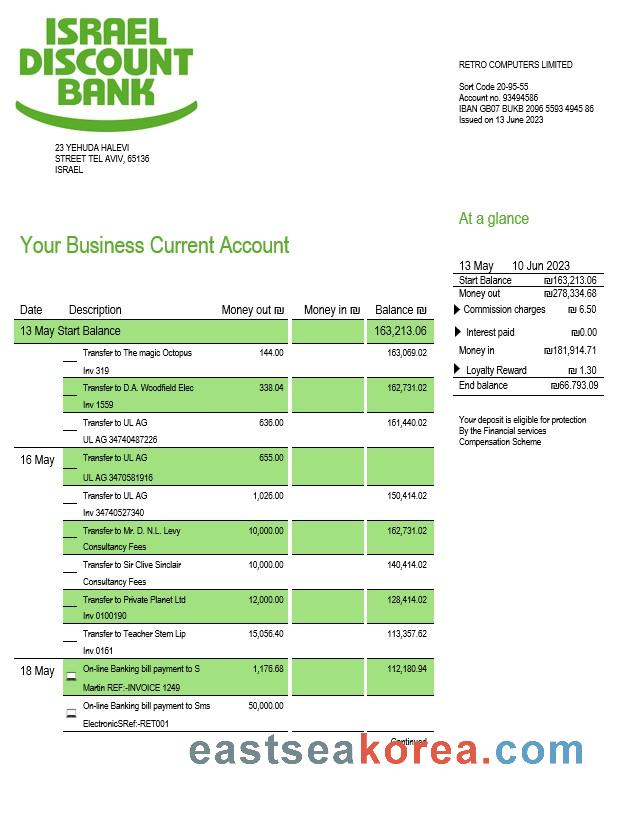 ISRAEL
DISCOUNT
BANK
RETRO COMPUTERS LIMITED
Sort Code 20-95-55
Account no. 93494586
IBAN GB07 BUKB 2096 5593 4945 86
Issued on 13 June 2023
23 YEHUDA HALEVI
STREET TEL AVIV, 65136
ISRAEL
At a glance
Your Business Current Account
13 May 10 Jun 2023
Start Balance ₪163,213.06
Money out ₪278,334.68
Commission charges ₪ 6.50
Interest paid ₪0.00
Money in ₪181,914.71
Loyalty Reward ₪ 1.30
End balance ₪66.793.09
Your deposit is eligible for protection
By the Financial services
Compensation Scheme
Date Description Money out ₪ Money in ₪ Balance ₪
13 May Start Balance 163,213.06
Transfer to The magic Octopus 144.00 163,069.02
Inv 319
Transfer to D.A. Woodfield Elec 338.04 162,731.02
Inv 1559
Transfer to UL AG 636.00 161,440.02
UL AG 34740487226
16 May Transfer to UL AG 655.00
UL AG 3470581916
Transfer to UL AG 1,026.00 150,414.02
Inv 34740527340
Transfer to Mr. D. N.L. Levy 10,000.00 162,731.02
Consultancy Fees
Transfer to Sir Clive Sinclair 10,000.00 140,414.02
Consultancy Fees
Transfer to Private Planet Ltd 12,000.00 128,414.02
Inv 0100190
Transfer to Teacher Stem Lip 15,056.40 113,357.62
Inv 0161
18 May On-line Banking bill payment to S 1,176.68 112,180.94
Martin REF:-INVOICE 1249
On-line Banking bill payment to Sms 50,000.00
ElectronicSRef:-RET001
Continued
eastseakorea.com